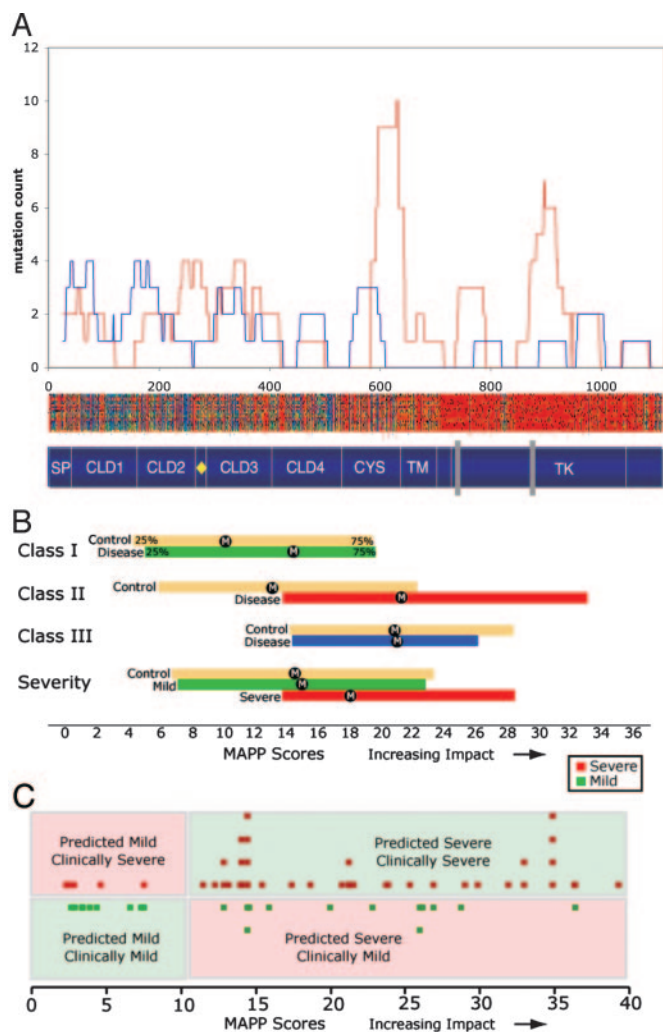 A
12
10
8
6
4
2
0
mutation count
0 200 400 600 800 1000
SP CLD1 CLD2 CLD3 CLD4 CYS TM TK
B
Class I
Control 25% M 75%
Disease 25% M 75%
Class II
Control M
Disease M
Class III
Control M
Disease M
Severity
Control M
Mild M
Severe M
0 2 4 6 8 10 12 14 16 18 20 22 24 26 28 30 32 34 36
MAPP Scores Increasing Impact
Severe
Mild
C
Predicted Mild
Clinically Severe
Predicted Severe
Clinically Severe
Predicted Mild
Clinically Mild
Predicted Severe
Clinically Mild
0 5 10 15 20 25 30 35 40
MAPP Scores Increasing Impact